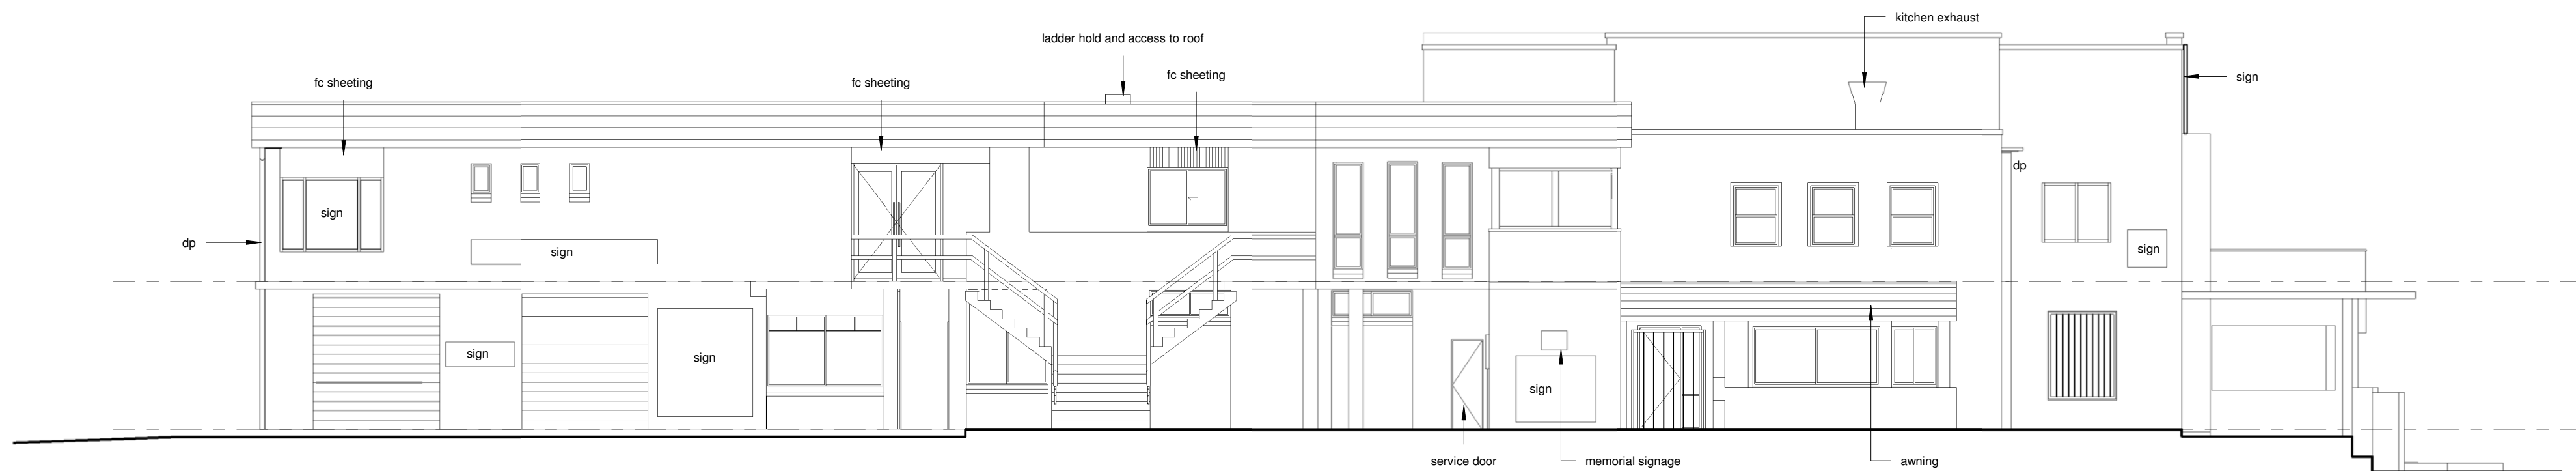 kitchen exhaust
ladder hold and access to roof
fc sheeting
fc sheeting
fc sheeting
sign
dp
sign
dp
sign
sign
sign
sign
sign
service door
memorial signage
awning
sign